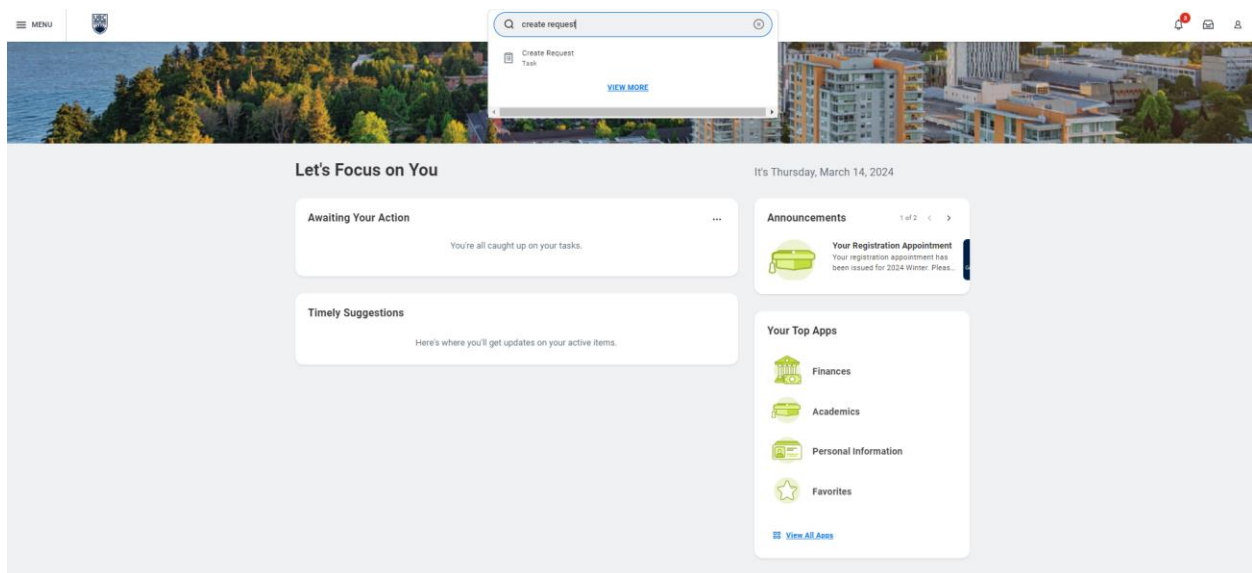 MENU
UBC
create request
8
Create Request
Task
VIEW MORE
Let's Focus on You
It's Thursday, March 14, 2024
Awaiting Your Action
You're all caught up on your tasks.
Announcements
1 of 2
Your Registration Appointment
Your registration appointment has
been issued for 2024 Winter. Pleas...
Timely Suggestions
Here's where you'll get updates on your active items.
Your Top Apps
Finances
Academics
Personal Information
Favorites
View All Apps